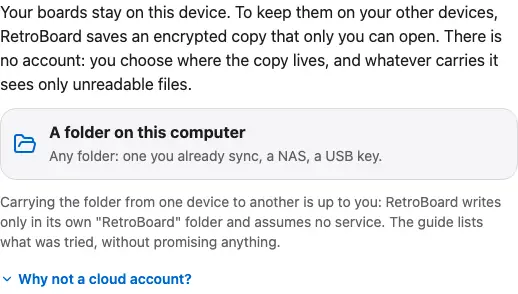 Your boards stay on this device. To keep them on your other devices,
RetroBoard saves an encrypted copy that only you can open. There is
no account: you choose where the copy lives, and whatever carries it
sees only unreadable files.
A folder on this computer
Any folder: one you already sync, a NAS, a USB key.
Carrying the folder from one device to another is up to you: RetroBoard writes
only in its own "RetroBoard" folder and assumes no service. The guide lists
what was tried, without promising anything.
Why not a cloud account?